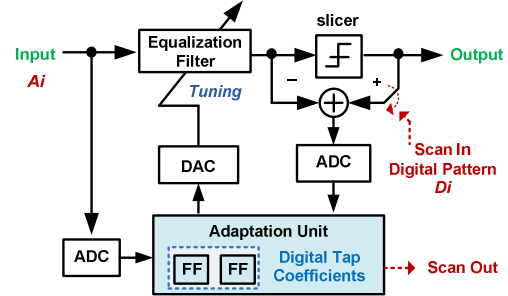 slicer
Input
Equalization
Filter
Output
Ai
Tuning
−
+
+
Scan In
Digital Pattern
Di
DAC
ADC
Adaptation Unit
ADC
FF
FF
Digital Tap
Coefficients
Scan Out